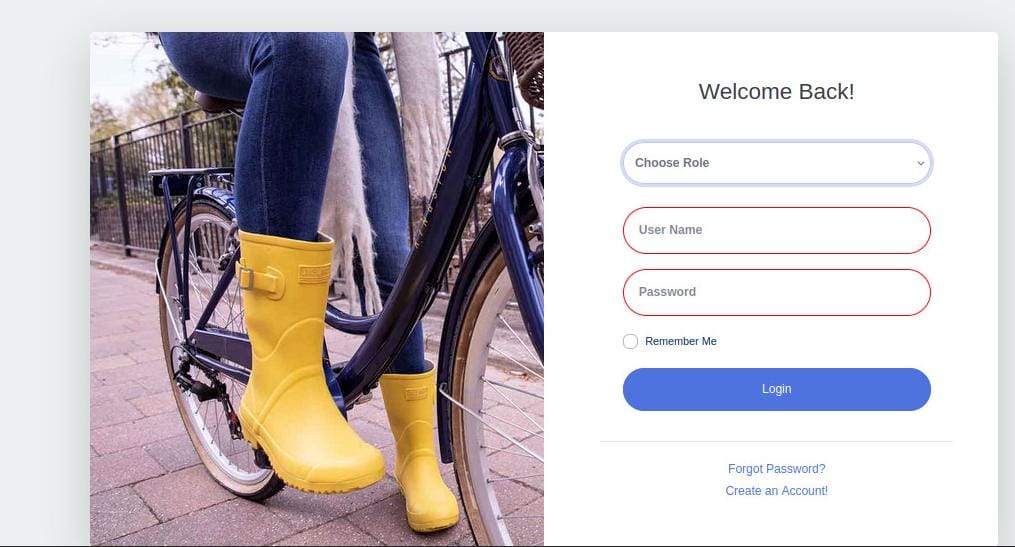 Welcome Back!
Choose Role
User Name
Password
Remember Me
Login
Forgot Password?
Create an Account!